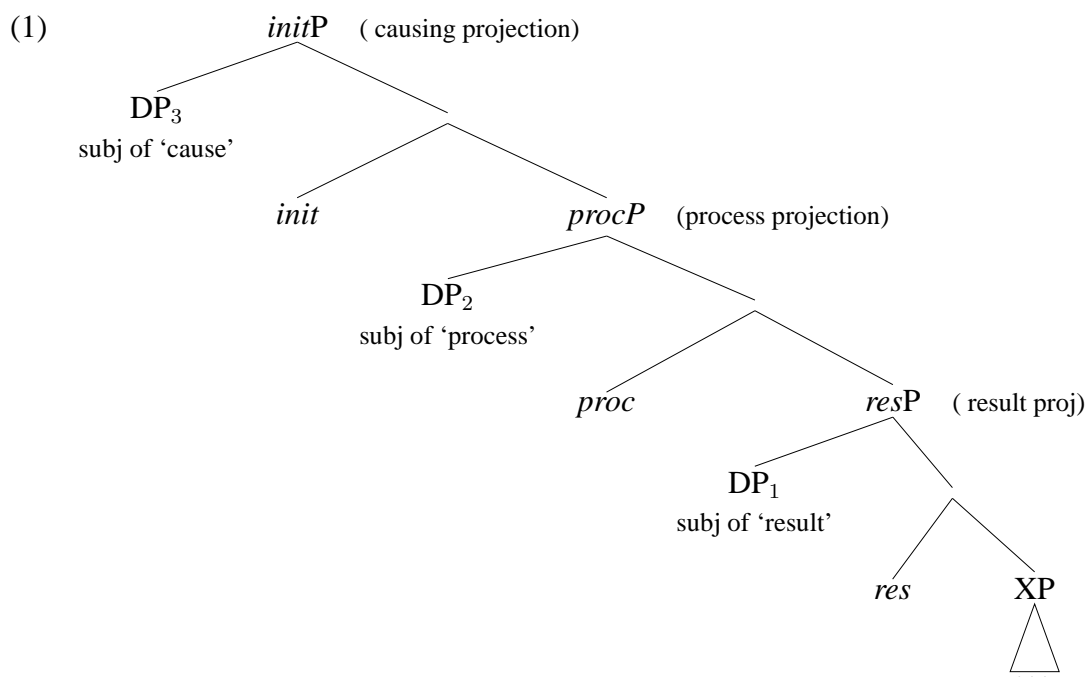 (1) initP ( causing projection)
DP₃
subj of ‘cause’
init procP (process projection)
DP₂
subj of ‘process’
proc resP ( result proj)
DP₁
subj of ‘result’
res XP